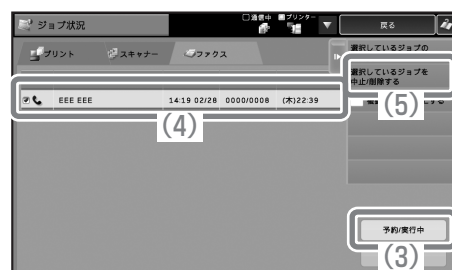 ジョブ状況
通信中
プリンター
戻る
プリント
スキャナー
ファクス
選択しているジョブの
選択しているジョブを
中止/削除する
(5)
EEE EEE
14:19 02/28
0000/0008
(木)22:39
(4)
予約/実行中
(3)